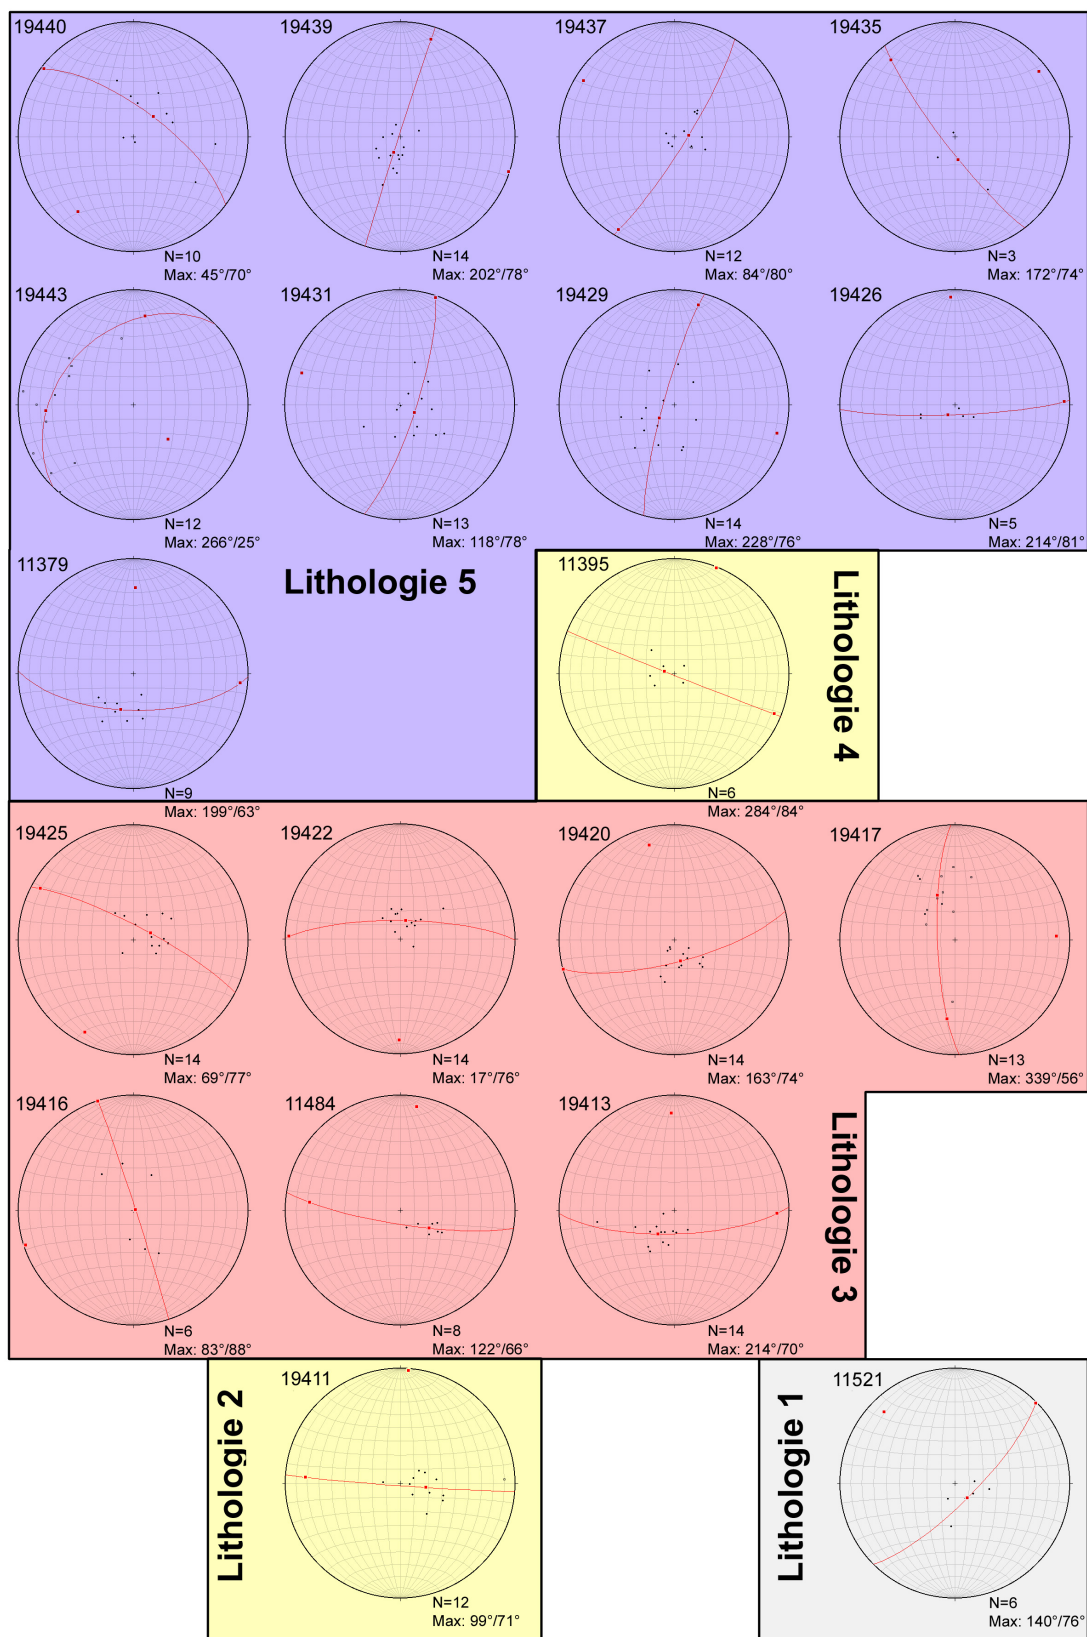 19440
N=10
Max: 45°/70°
19439
N=14
Max: 202°/78°
19437
N=12
Max: 84°/80°
19435
N=3
Max: 172°/74°
19443
N=12
Max: 266°/25°
19431
N=13
Max: 118°/78°
19429
N=14
Max: 228°/76°
19426
N=5
Max: 214°/81°
11379
N=9
Max: 199°/63°
Lithologie 5
11395
N=6
Max: 284°/84°
Lithologie 4
19425
N=14
Max: 69°/77°
19422
N=14
Max: 17°/76°
19420
N=14
Max: 163°/74°
19417
N=13
Max: 339°/56°
19416
N=6
Max: 83°/88°
11484
N=8
Max: 122°/66°
19413
N=14
Max: 214°/70°
Lithologie 3
Lithologie 2
19411
N=12
Max: 99°/71°
Lithologie 1
11521
N=6
Max: 140°/76°